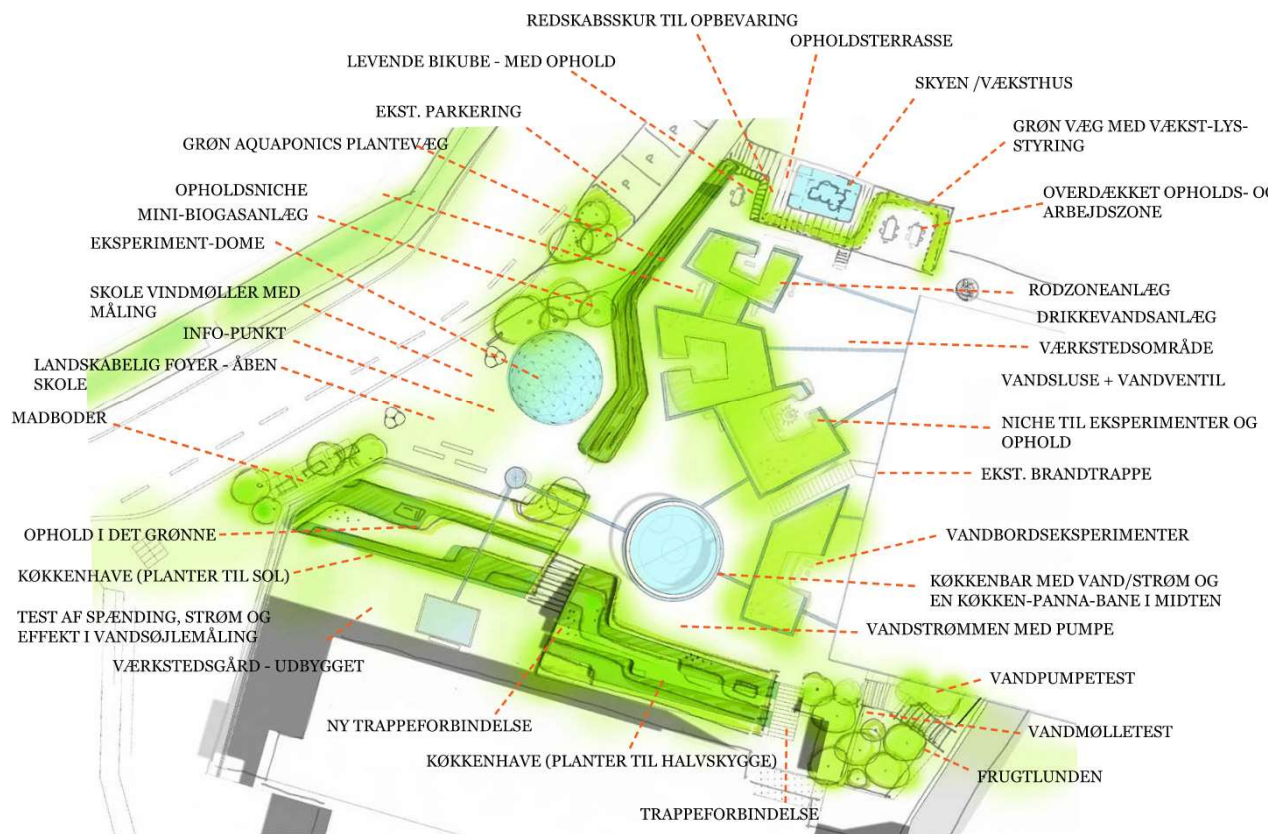 REDSKABSSKUR TIL OPBEVARING
OPHOLDSTERRASSE
LEVENDE BIKUBE - MED OPHOLD
SKYEN /VÆKSTHUS
EKST. PARKERING
GRØN VÆG MED VÆKST-LYS-
STYRING
GRØN AQUAPONICS PLANTEVÆG
OPHOLDSNICHE
OVERDÆKKET OPHOLDS- OG
ARBEJDSZONE
MINI-BIOGASANLÆG
EKSPERIMENT-DOME
P
P
P
SKOLE VINDMØLLER MED
MÅLING
RODZONEANLÆG
DRIKKEVANDSANLÆG
INFO-PUNKT
VÆRKSTEDSOMRÅDE
LANDSKABELIG FOYER - ÅBEN
SKOLE
VANDSLUSE + VANDVENTIL
MADBODER
NICHE TIL EKSPERIMENTER OG
OPHOLD
EKST. BRANDTRAPPE
OPHOLD I DET GRØNNE
VANDBORDSEKSPERIMENTER
KØKKENHAVE (PLANTER TIL SOL)
KØKKENBAR MED VAND/STRØM OG
EN KØKKEN-PANNA-BANE I MIDTEN
TEST AF SPÆNDING, STRØM OG
EFFEKT I VANDSØJLEMÅLING
VANDSTRØMMEN MED PUMPE
VÆRKSTEDSGÅRD - UDBYGGET
VANDPUMPETEST
NY TRAPPEFORBINDELSE
VANDMØLLETEST
KØKKENHAVE (PLANTER TIL HALVSKYGGE)
FRUGTLUNDEN
TRAPPEFORBINDELSE